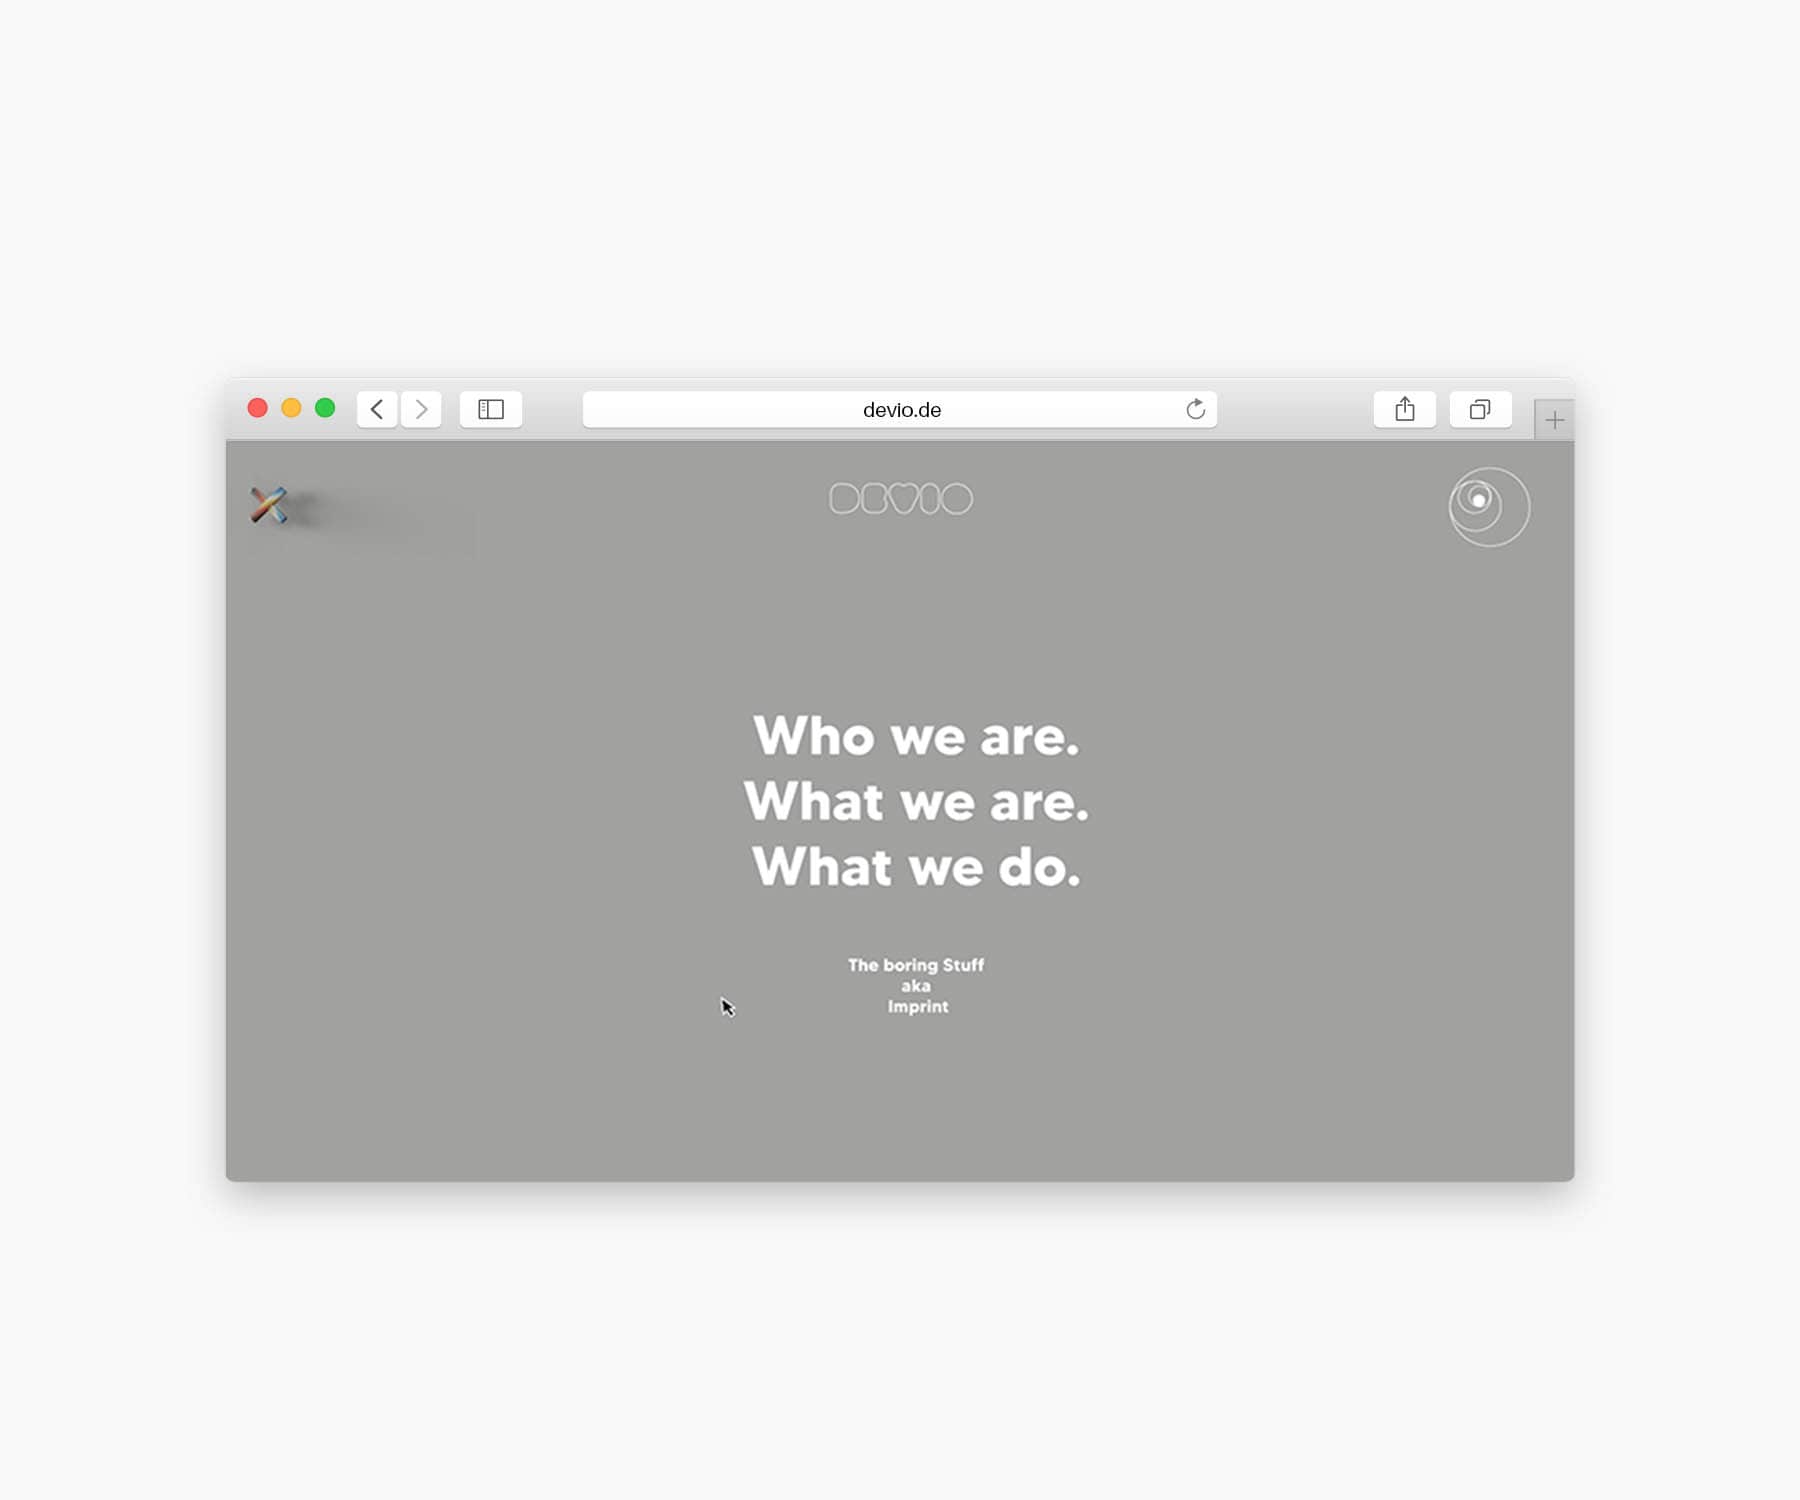 devio.de
DEVIO
Who we are.
What we are.
What we do.
The boring Stuff
aka
Imprint